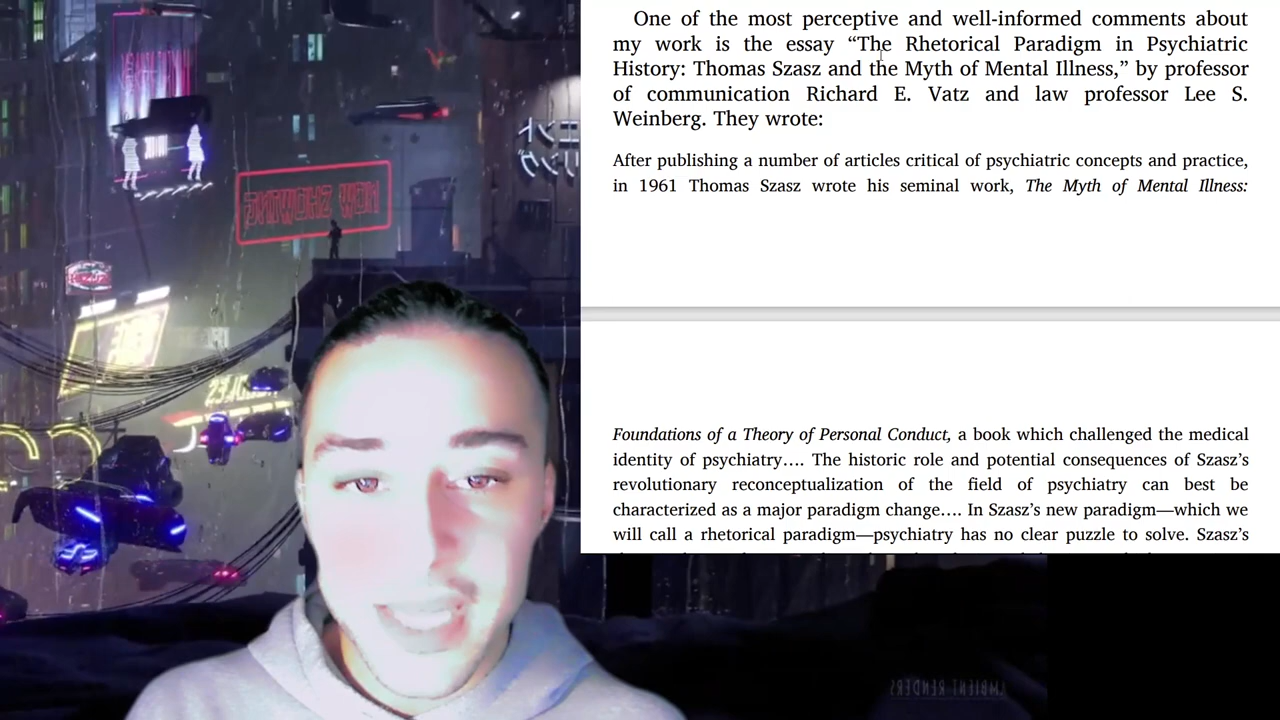 One of the most perceptive and well-informed comments about
my work is the essay “The Rhetorical Paradigm in Psychiatric
History: Thomas Szasz and the Myth of Mental Illness,” by professor
of communication Richard E. Vatz and law professor Lee S.
Weinberg. They wrote:
After publishing a number of articles critical of psychiatric concepts and practice,
in 1961 Thomas Szasz wrote his seminal work, The Myth of Mental Illness:
Foundations of a Theory of Personal Conduct, a book which challenged the medical
identity of psychiatry…. The historic role and potential consequences of Szasz’s
revolutionary reconceptualization of the field of psychiatry can best be
characterized as a major paradigm change…. In Szasz’s new paradigm—which we
will call a rhetorical paradigm—psychiatry has no clear puzzle to solve. Szasz’s
NOW SHOWING
AMBIENT RENDERS